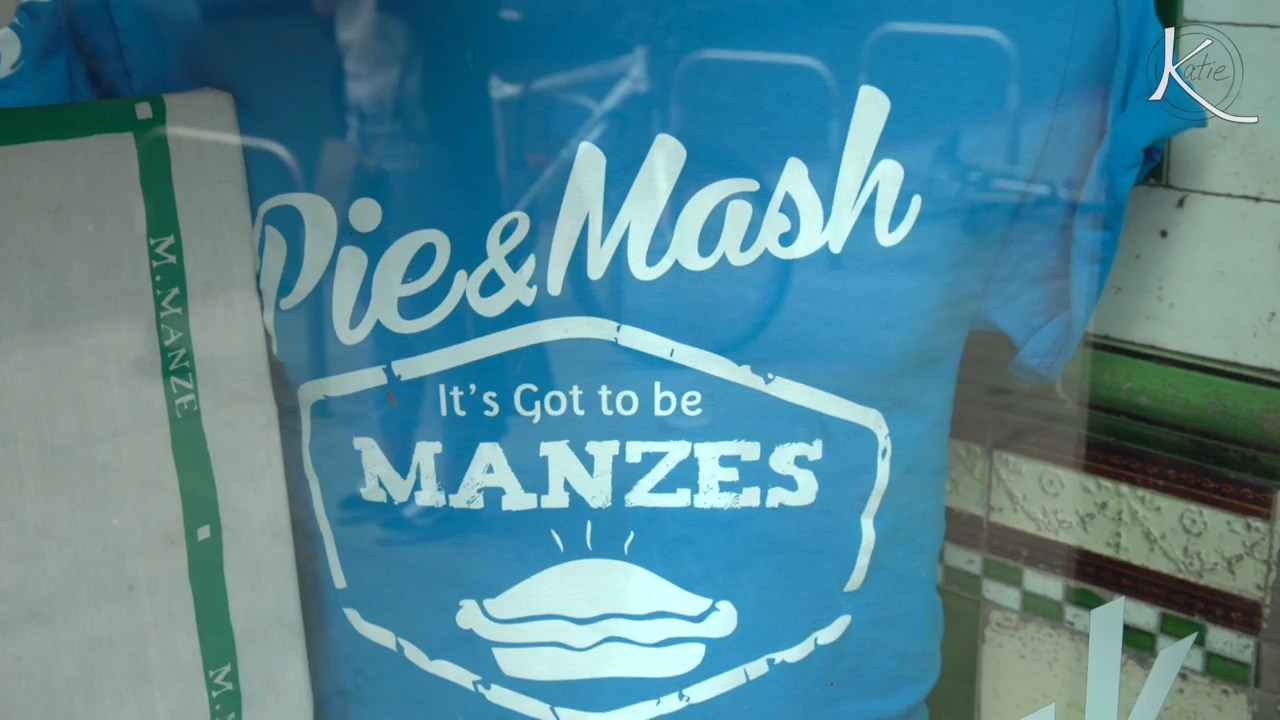 Katie
Pie & Mash
It's Got to be
MANZES
M.MANZE
M.